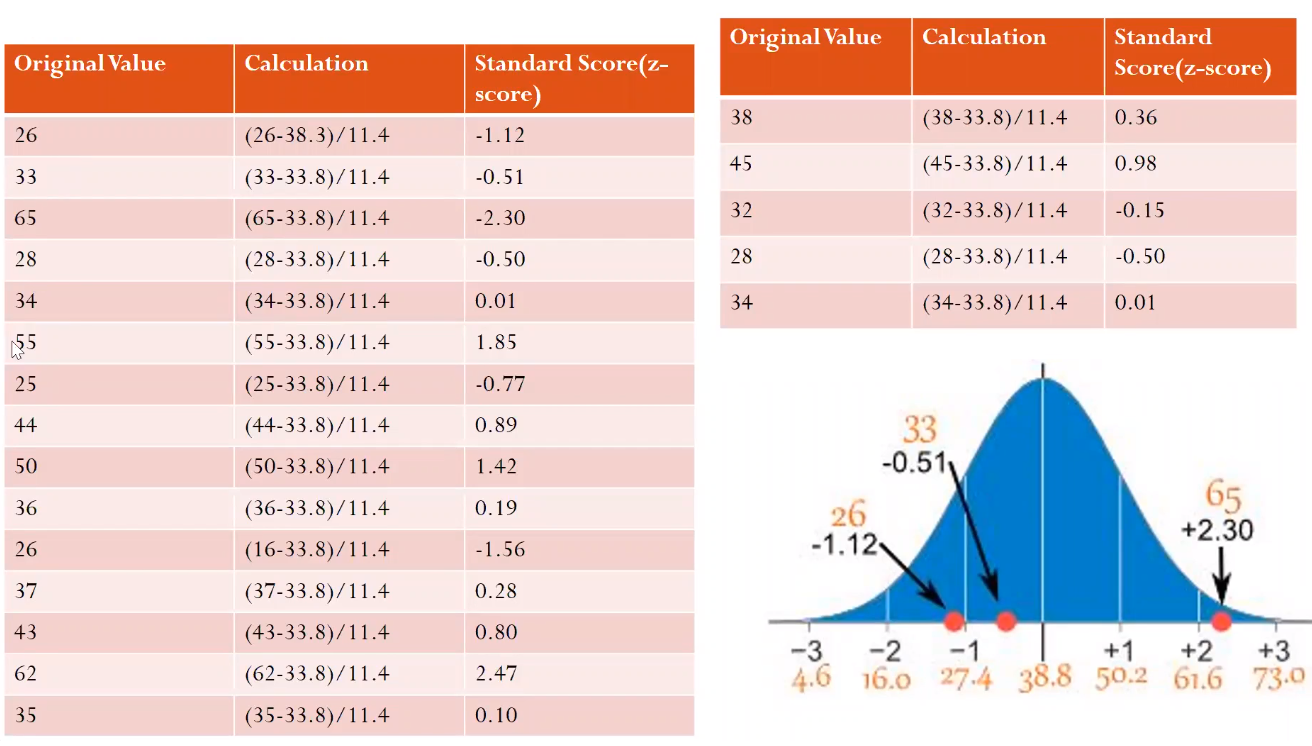 Original Value Calculation Standard Score(z-
score)
26 (26-38.3)/11.4 -1.12
33 (33-33.8)/11.4 -0.51
65 (65-33.8)/11.4 -2.30
28 (28-33.8)/11.4 -0.50
34 (34-33.8)/11.4 0.01
55 (55-33.8)/11.4 1.85
25 (25-33.8)/11.4 -0.77
44 (44-33.8)/11.4 0.89
50 (50-33.8)/11.4 1.42
36 (36-33.8)/11.4 0.19
26 (16-33.8)/11.4 -1.56
37 (37-33.8)/11.4 0.28
43 (43-33.8)/11.4 0.80
62 (62-33.8)/11.4 2.47
35 (35-33.8)/11.4 0.10
Original Value Calculation Standard
Score(z-score)
38 (38-33.8)/11.4 0.36
45 (45-33.8)/11.4 0.98
32 (32-33.8)/11.4 -0.15
28 (28-33.8)/11.4 -0.50
34 (34-33.8)/11.4 0.01
33
-0.51
26
-1.12
65
+2.30
−3 −2 −1 +1 +2 +3
4.6 16.0 27.4 38.8 50.2 61.6 73.0